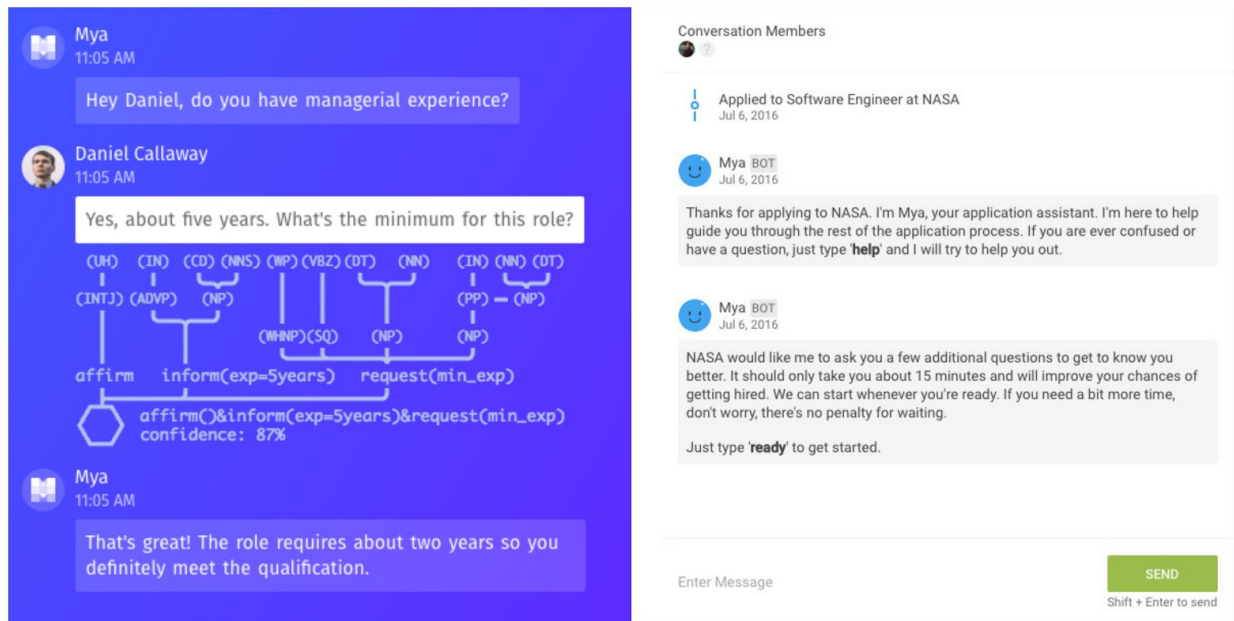 Mya
11:05 AM
Hey Daniel, do you have managerial experience?
Daniel Callaway
11:05 AM
Yes, about five years. What's the minimum for this role?
(UH) (IN) (CD) (NNS) (WP) (VBZ) (DT) (NN) (IN) (NN) (DT)
(INTJ) (ADVP) (NP) (PP) (NP)
(WHNP)(SQ) (NP) (NP)
affirm inform(exp=5years) request(min_exp)
affirm()&inform(exp=5years)&request(min_exp)
confidence: 87%
Mya
11:05 AM
That's great! The role requires about two years so you
definitely meet the qualification.
Conversation Members
?
Applied to Software Engineer at NASA
Jul 6, 2016
Mya BOT
Jul 6, 2016
Thanks for applying to NASA. I'm Mya, your application assistant. I'm here to help
guide you through the rest of the application process. If you are ever confused or
have a question, just type 'help' and I will try to help you out.
Mya BOT
Jul 6, 2016
NASA would like me to ask you a few additional questions to get to know you
better. It should only take you about 15 minutes and will improve your chances of
getting hired. We can start whenever you're ready. If you need a bit more time,
don't worry, there's no penalty for waiting.
Just type 'ready' to get started.
Enter Message
SEND
Shift + Enter to send